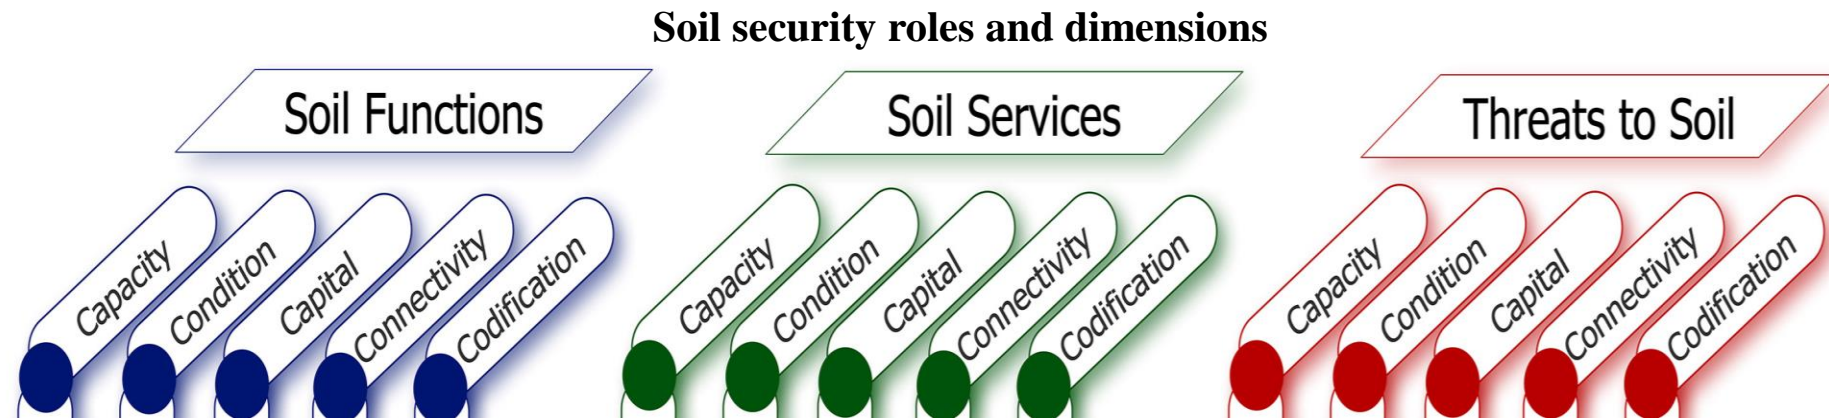 Soil security roles and dimensions
Soil Functions
Soil Services
Threats to Soil
Capacity
Condition
Capital
Connectivity
Codification
Capacity
Condition
Capital
Connectivity
Codification
Capacity
Condition
Capital
Connectivity
Codification